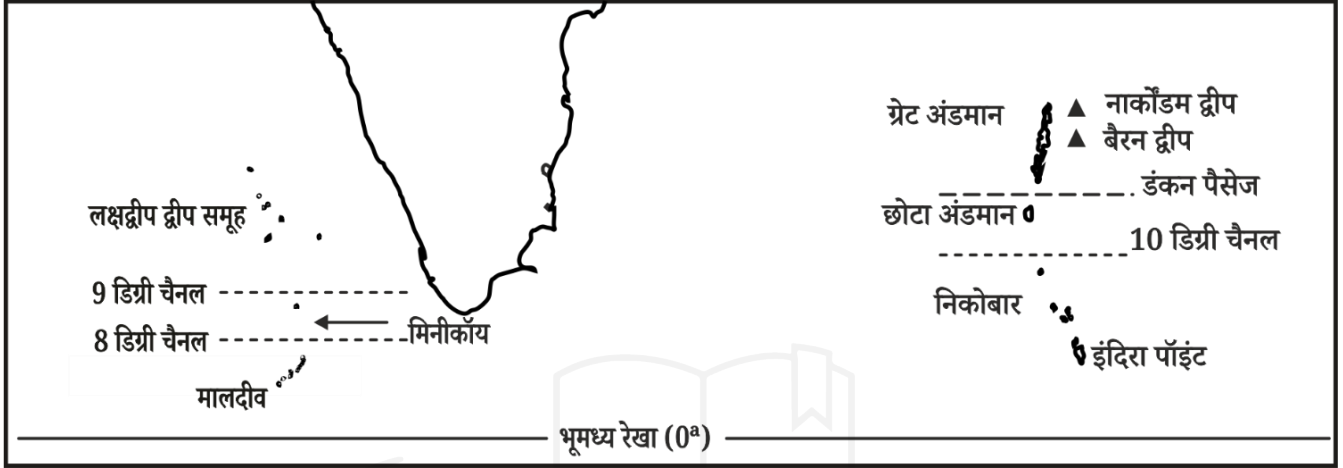 ग्रेट अंडमान
नार्कोंडम द्वीप
बैरन द्वीप
डंकन पैसेज
लक्षद्वीप द्वीप समूह
छोटा अंडमान
10 डिग्री चैनल
9 डिग्री चैनल
निकोबार
मिनीकॉय
8 डिग्री चैनल
इंदिरा पॉइंट
मालदीव
भूमध्य रेखा (0ª)